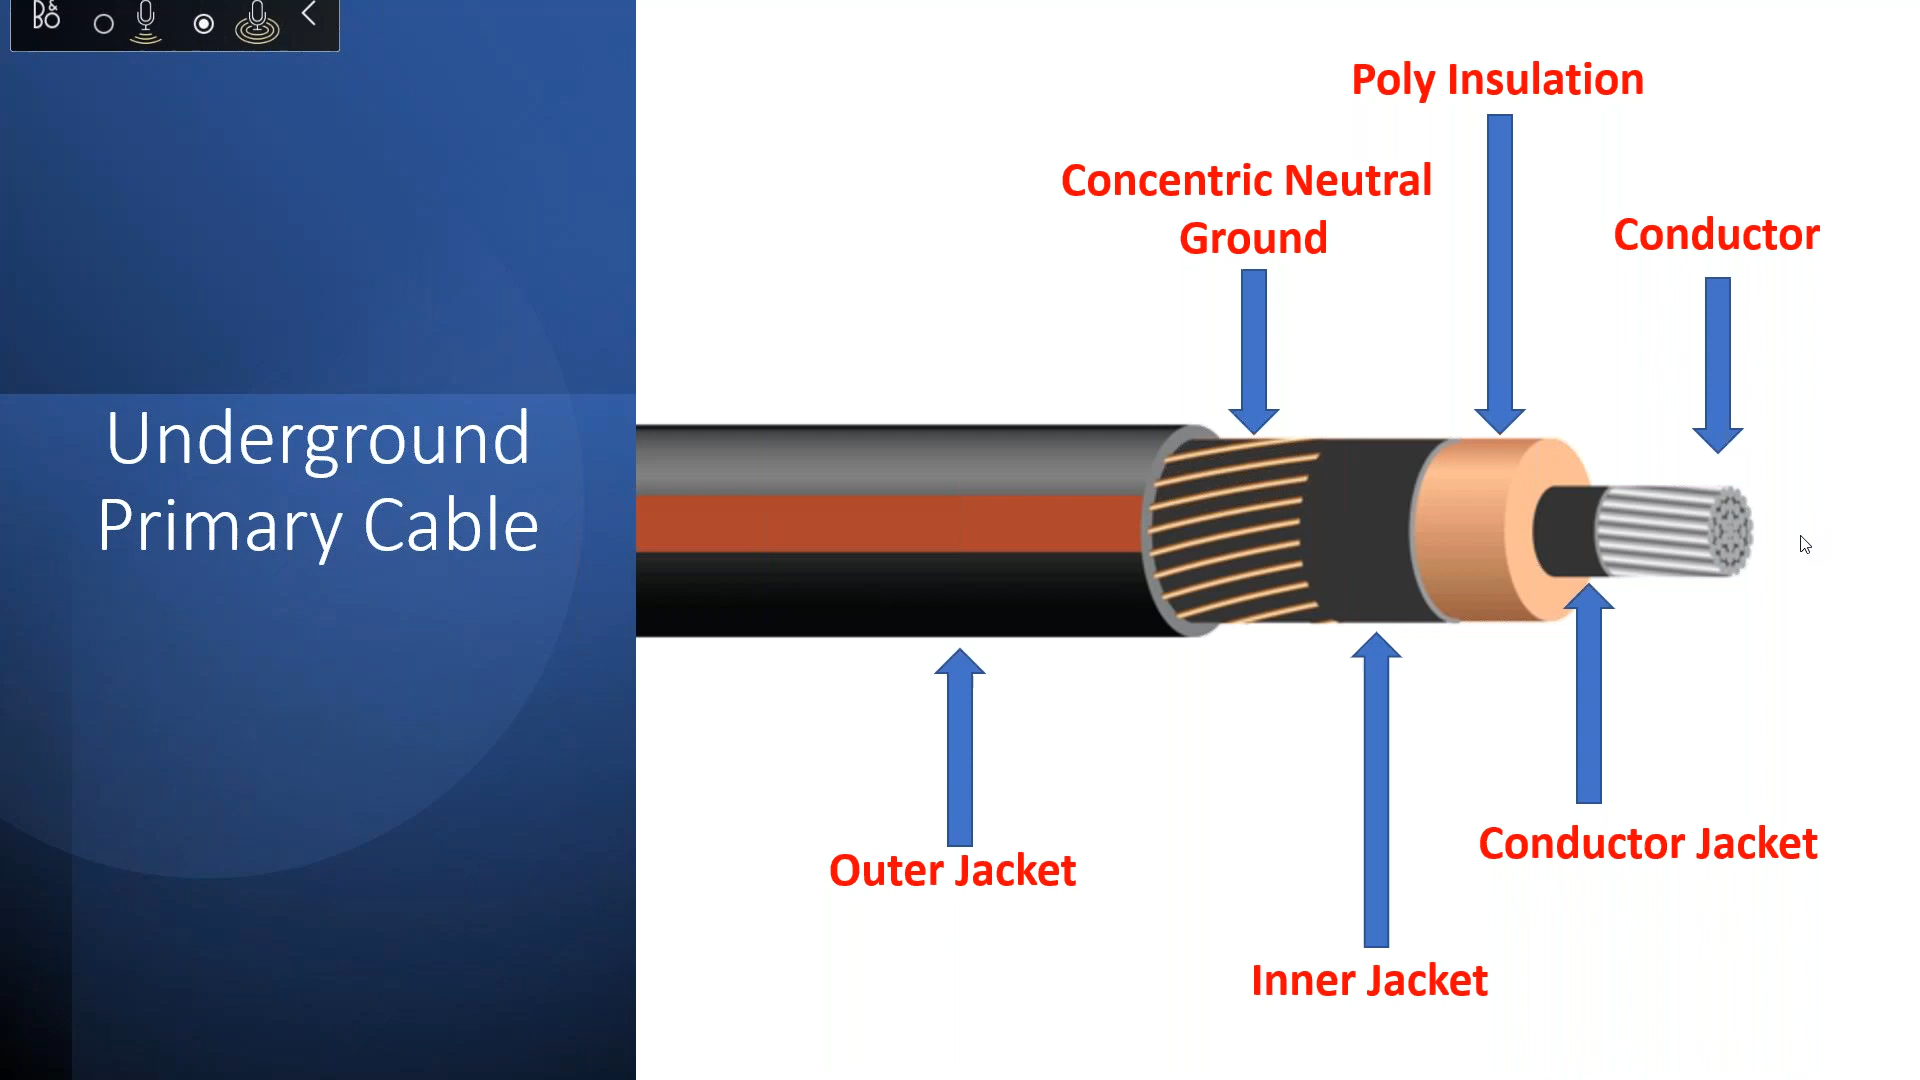 B&O
Underground
Primary Cable
Poly Insulation
Concentric Neutral
Ground
Conductor
Outer Jacket
Conductor Jacket
Inner Jacket